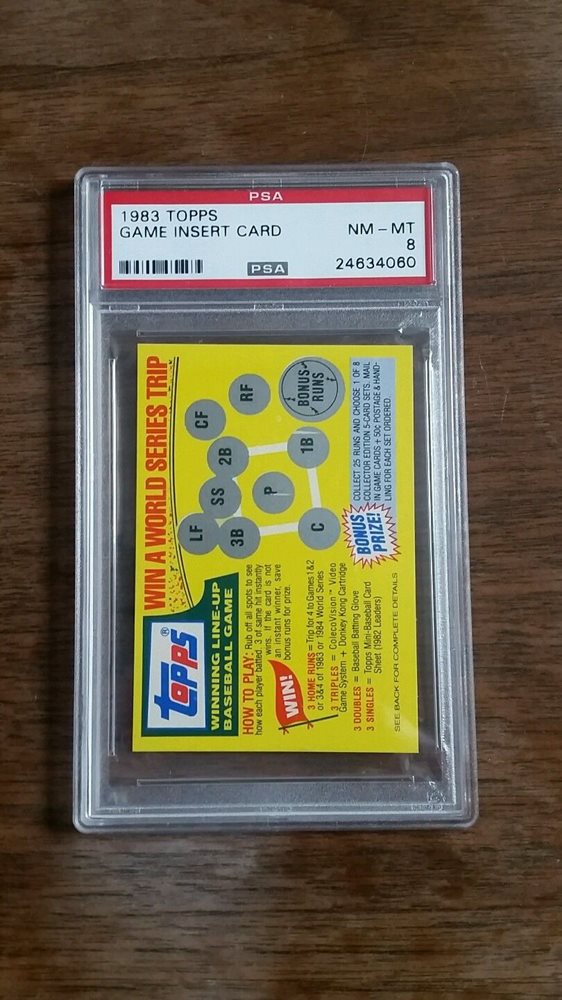 PSA
1983 TOPPS
GAME INSERT CARD
NM-MT
8
PSA
24634060
WIN A WORLD SERIES TRIP
topps®
WINNING LINE-UP
BASEBALL GAME
HOW TO PLAY: Rub off all spots to see
how each player batted. 3 of same hit instantly
wins. If the card is not
an instant winner, save
bonus runs for prize.
WIN!
3 HOME RUNS = Trip for 4 to Games 1 & 2
or 3 & 4 of 1983 or 1984 World Series
3 TRIPLES = ColecoVision™ Video
Game System + Donkey Kong Cartridge
3 DOUBLES = Baseball Batting Glove
3 SINGLES = Topps Mini-Baseball Card
Sheet (1982 Leaders)
SEE BACK FOR COMPLETE DETAILS
LF
CF
RF
SS
2B
3B
P
1B
C
BONUS
RUNS
BONUS
PRIZE!
COLLECT 25 RUNS AND CHOOSE 1 OF 8
COLLECTOR EDITION 5-CARD SETS. MAIL
IN GAME CARDS + 50¢ POSTAGE & HAND-
LING FOR EACH SET ORDERED.